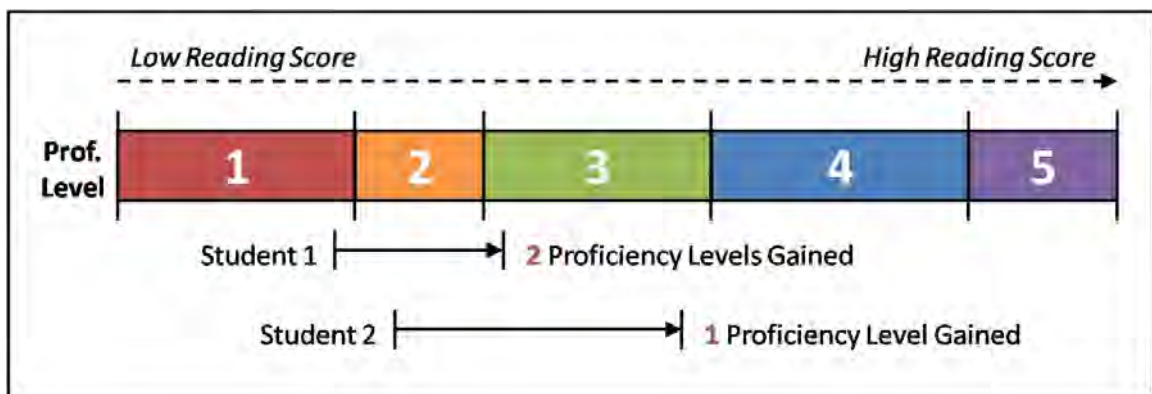 Low Reading Score High Reading Score
Prof.
Level
1 2 3 4 5
Student 1 2 Proficiency Levels Gained
Student 2 1 Proficiency Level Gained